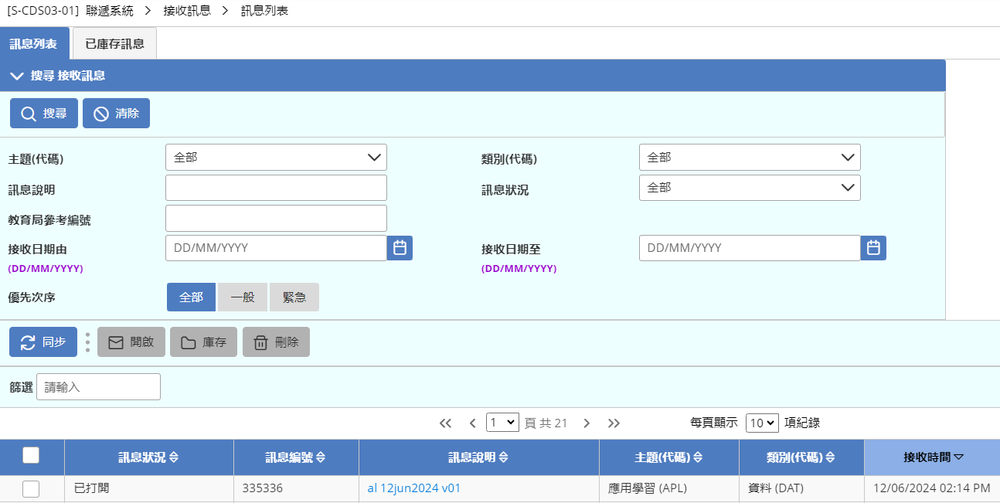 [S-CDS03-01] 聯遞系統 > 接收訊息 > 訊息列表
訊息列表 已庫存訊息
搜尋 接收訊息
搜尋 清除
主題(代碼) 全部 類別(代碼) 全部
訊息說明 訊息狀況 全部
教育局參考編號
接收日期由 DD/MM/YYYY 接收日期至 DD/MM/YYYY
(DD/MM/YYYY) (DD/MM/YYYY)
優先次序 全部 一般 緊急
同步 開啟 庫存 刪除
篩選 請輸入
1 頁 共 21 每頁顯示 10 項紀錄
訊息狀況 訊息編號 訊息說明 主題(代碼) 類別(代碼) 接收時間
已打開 335336 al 12jun2024 v01 應用學習 (APL) 資料 (DAT) 12/06/2024 02:14 PM